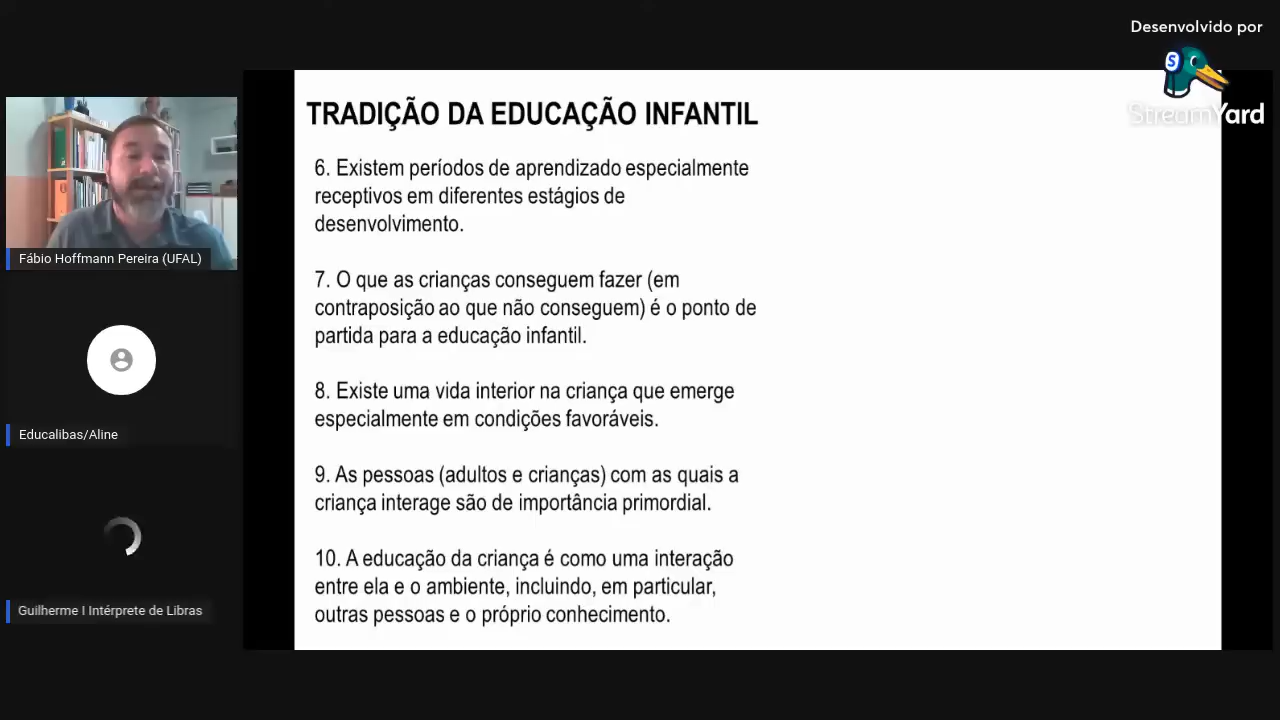 Desenvolvido por
S
StreamYard
TRADIÇÃO DA EDUCAÇÃO INFANTIL
6. Existem períodos de aprendizado especialmente
receptivos em diferentes estágios de
desenvolvimento.
7. O que as crianças conseguem fazer (em
contraposição ao que não conseguem) é o ponto de
partida para a educação infantil.
8. Existe uma vida interior na criança que emerge
especialmente em condições favoráveis.
9. As pessoas (adultos e crianças) com as quais a
criança interage são de importância primordial.
10. A educação da criança é como uma interação
entre ela e o ambiente, incluindo, em particular,
outras pessoas e o próprio conhecimento.
Fábio Hoffmann Pereira (UFAL)
Educalibas/Aline
Guilherme I Intérprete de Libras